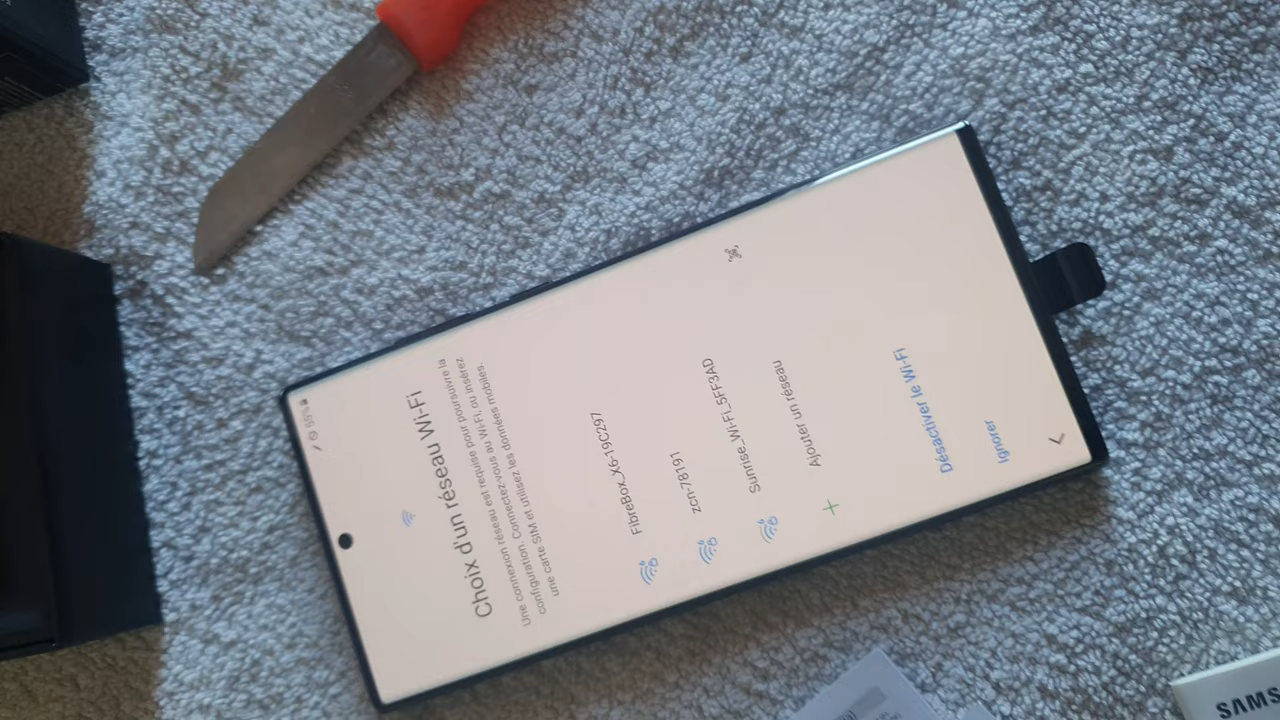 55%
Choix d'un réseau Wi-Fi
Une connexion réseau est requise pour poursuivre la
configuration. Connectez-vous au Wi-Fi, ou insérez
une carte SIM et utilisez les données mobiles.
FibreBox_X6-19C297
zcn-78191
Sunrise_Wi-Fi_5FF3AD
Ajouter un réseau
Désactiver le Wi-Fi
Ignorer
SAMS